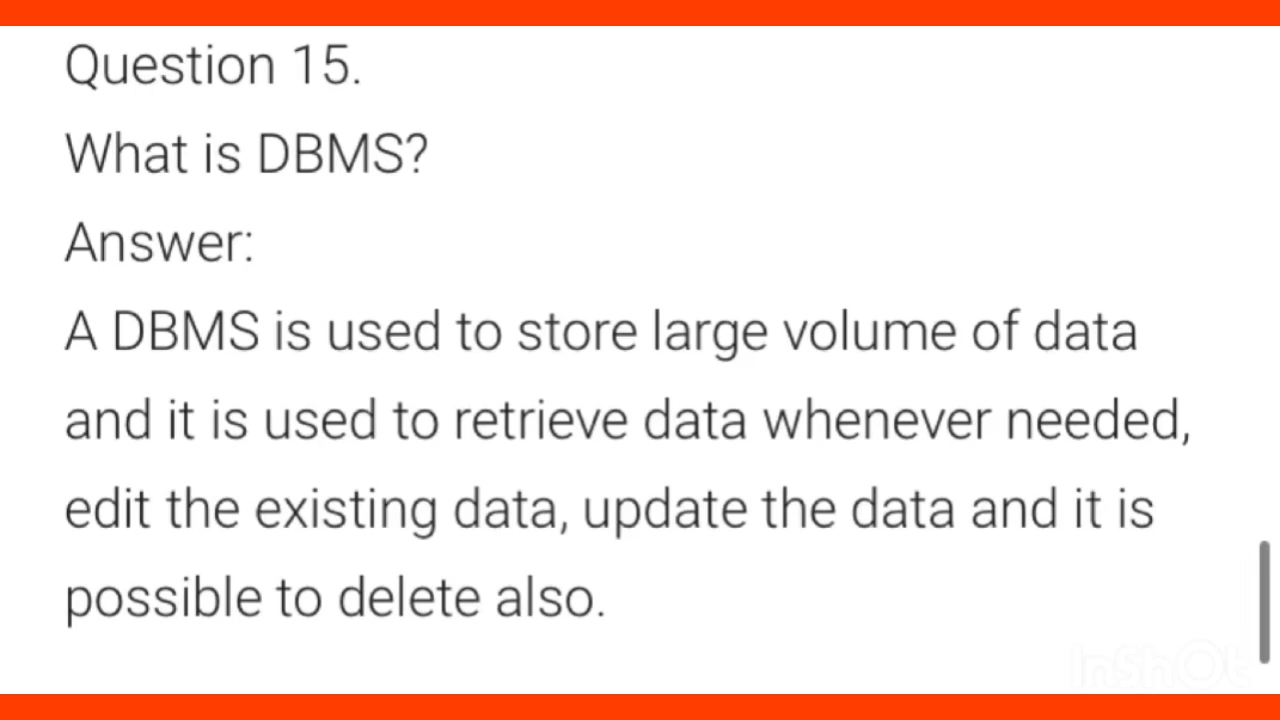 Question 15.
What is DBMS?
Answer:
A DBMS is used to store large volume of data
and it is used to retrieve data whenever needed,
edit the existing data, update the data and it is
possible to delete also.
InShOt